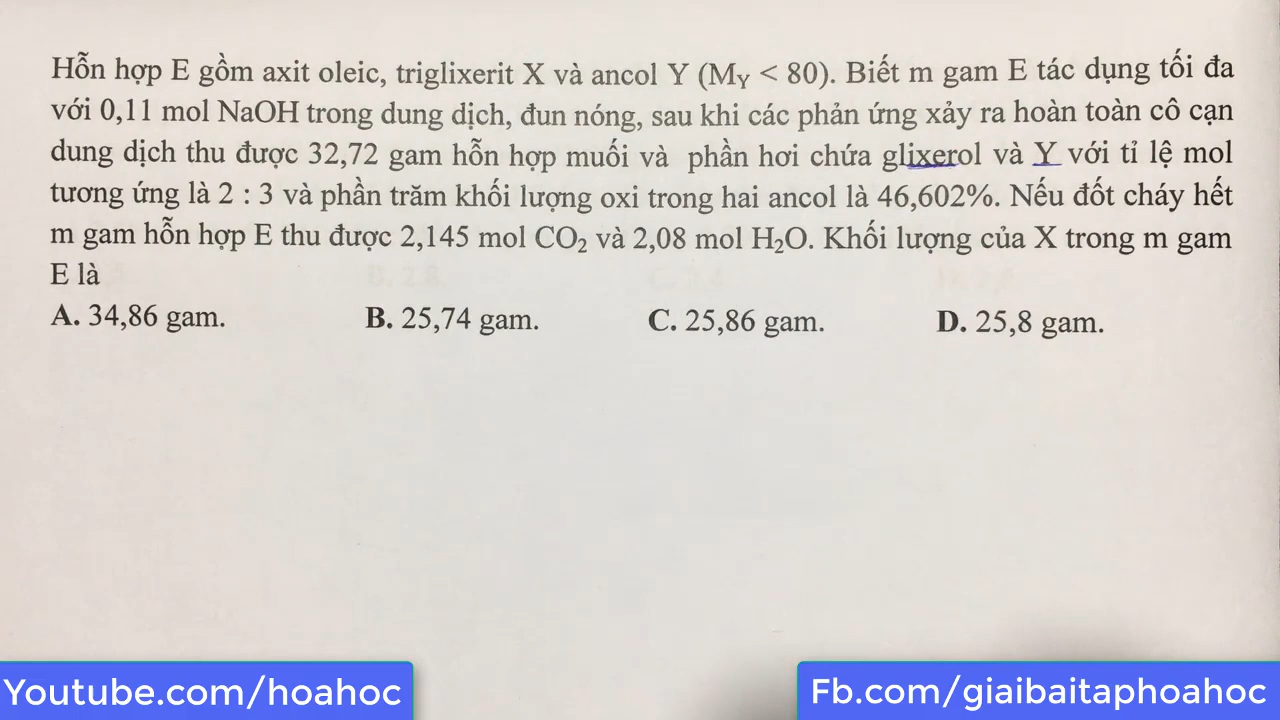 Hỗn hợp E gồm axit oleic, triglixerit X và ancol Y (M_Y < 80). Biết m gam E tác dụng tối đa
với 0,11 mol NaOH trong dung dịch, đun nóng, sau khi các phản ứng xảy ra hoàn toàn cô cạn
dung dịch thu được 32,72 gam hỗn hợp muối và phần hơi chứa glixerol và Y với tỉ lệ mol
tương ứng là 2 : 3 và phần trăm khối lượng oxi trong hai ancol là 46,602%. Nếu đốt cháy hết
m gam hỗn hợp E thu được 2,145 mol CO₂ và 2,08 mol H₂O. Khối lượng của X trong m gam
E là
A. 34,86 gam. B. 25,74 gam. C. 25,86 gam. D. 25,8 gam.
Youtube.com/hoahoc Fb.com/giaibaitaphoahoc